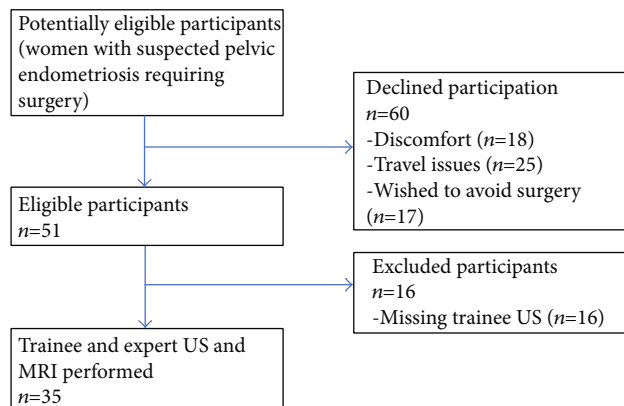 Potentially eligible participants
(women with suspected pelvic
endometriosis requiring
surgery)
Declined participation
n=60
-Discomfort (n=18)
-Travel issues (n=25)
-Wished to avoid surgery
(n=17)
Eligible participants
n=51
Excluded participants
n=16
-Missing trainee US (n=16)
Trainee and expert US and
MRI performed
n=35